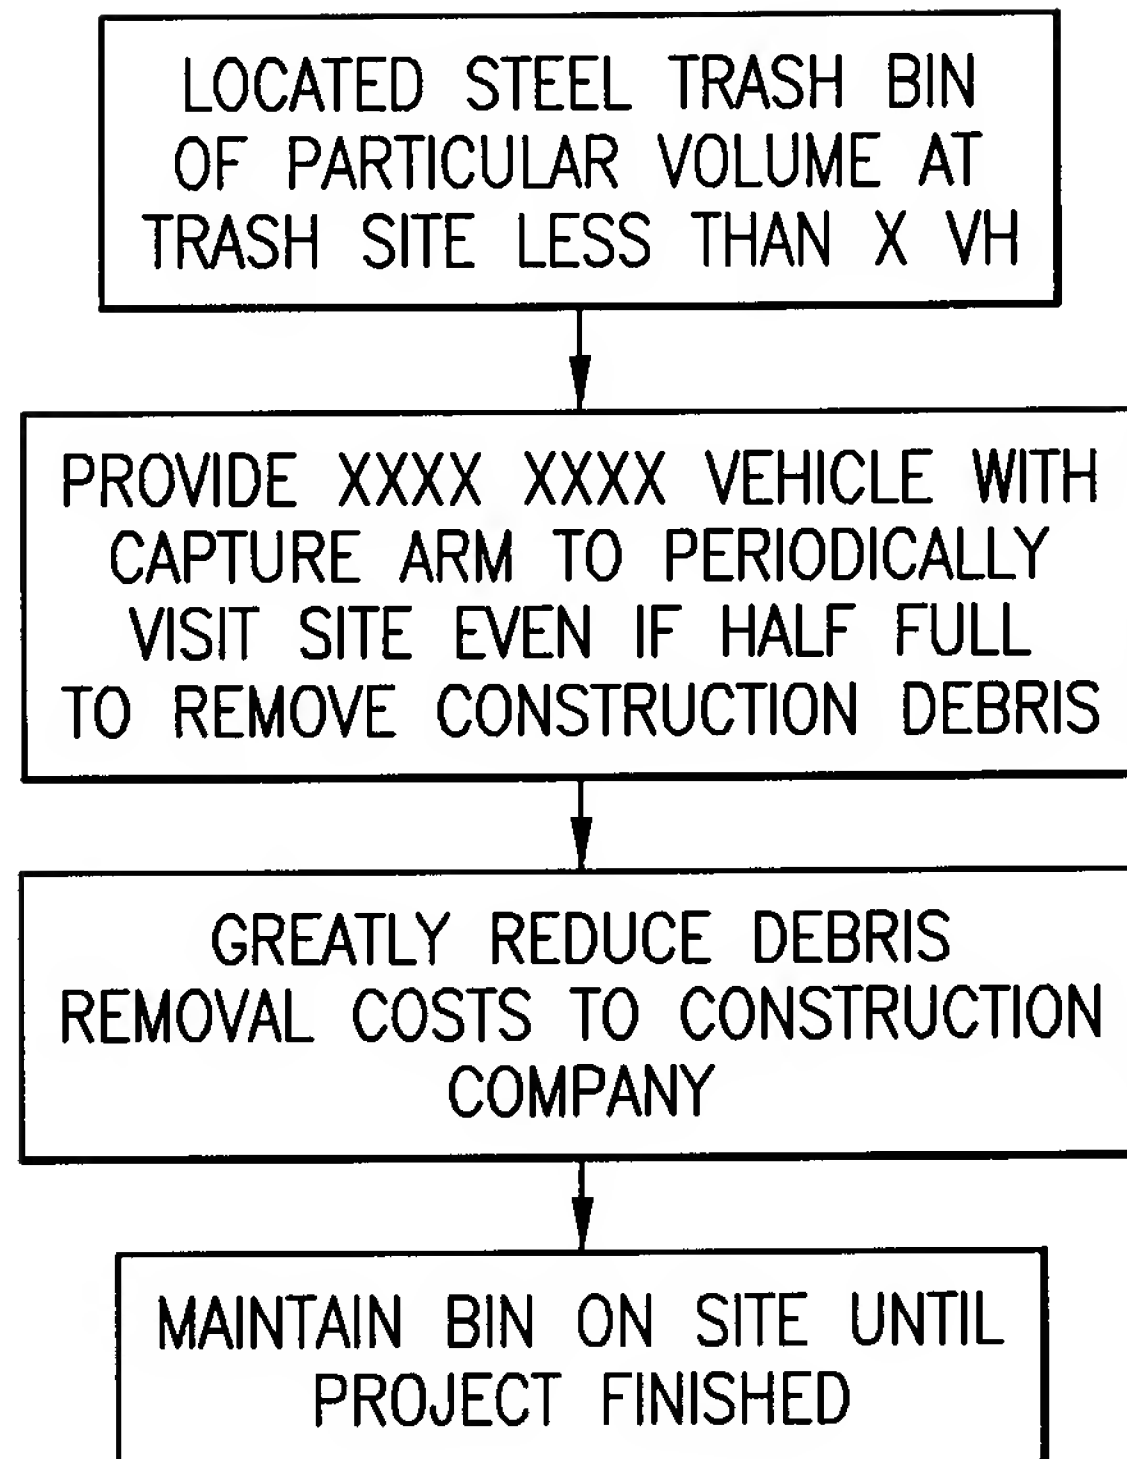 LOCATED STEEL TRASH BIN
OF PARTICULAR VOLUME AT
TRASH SITE LESS THAN X VH
PROVIDE XXXX XXXX VEHICLE WITH
CAPTURE ARM TO PERIODICALLY
VISIT SITE EVEN IF HALF FULL
TO REMOVE CONSTRUCTION DEBRIS
GREATLY REDUCE DEBRIS
REMOVAL COSTS TO CONSTRUCTION
COMPANY
MAINTAIN BIN ON SITE UNTIL
PROJECT FINISHED